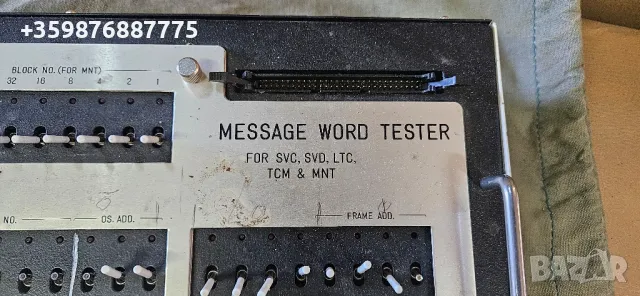 +359876887775
BLOCK NO. (FOR MNT)
32 16 8 4 2 1
MESSAGE WORD TESTER
FOR SVC, SVD, LTC,
TCM & MNT
NO. OS. ADD. FRAME ADD.
BAZAR
bg